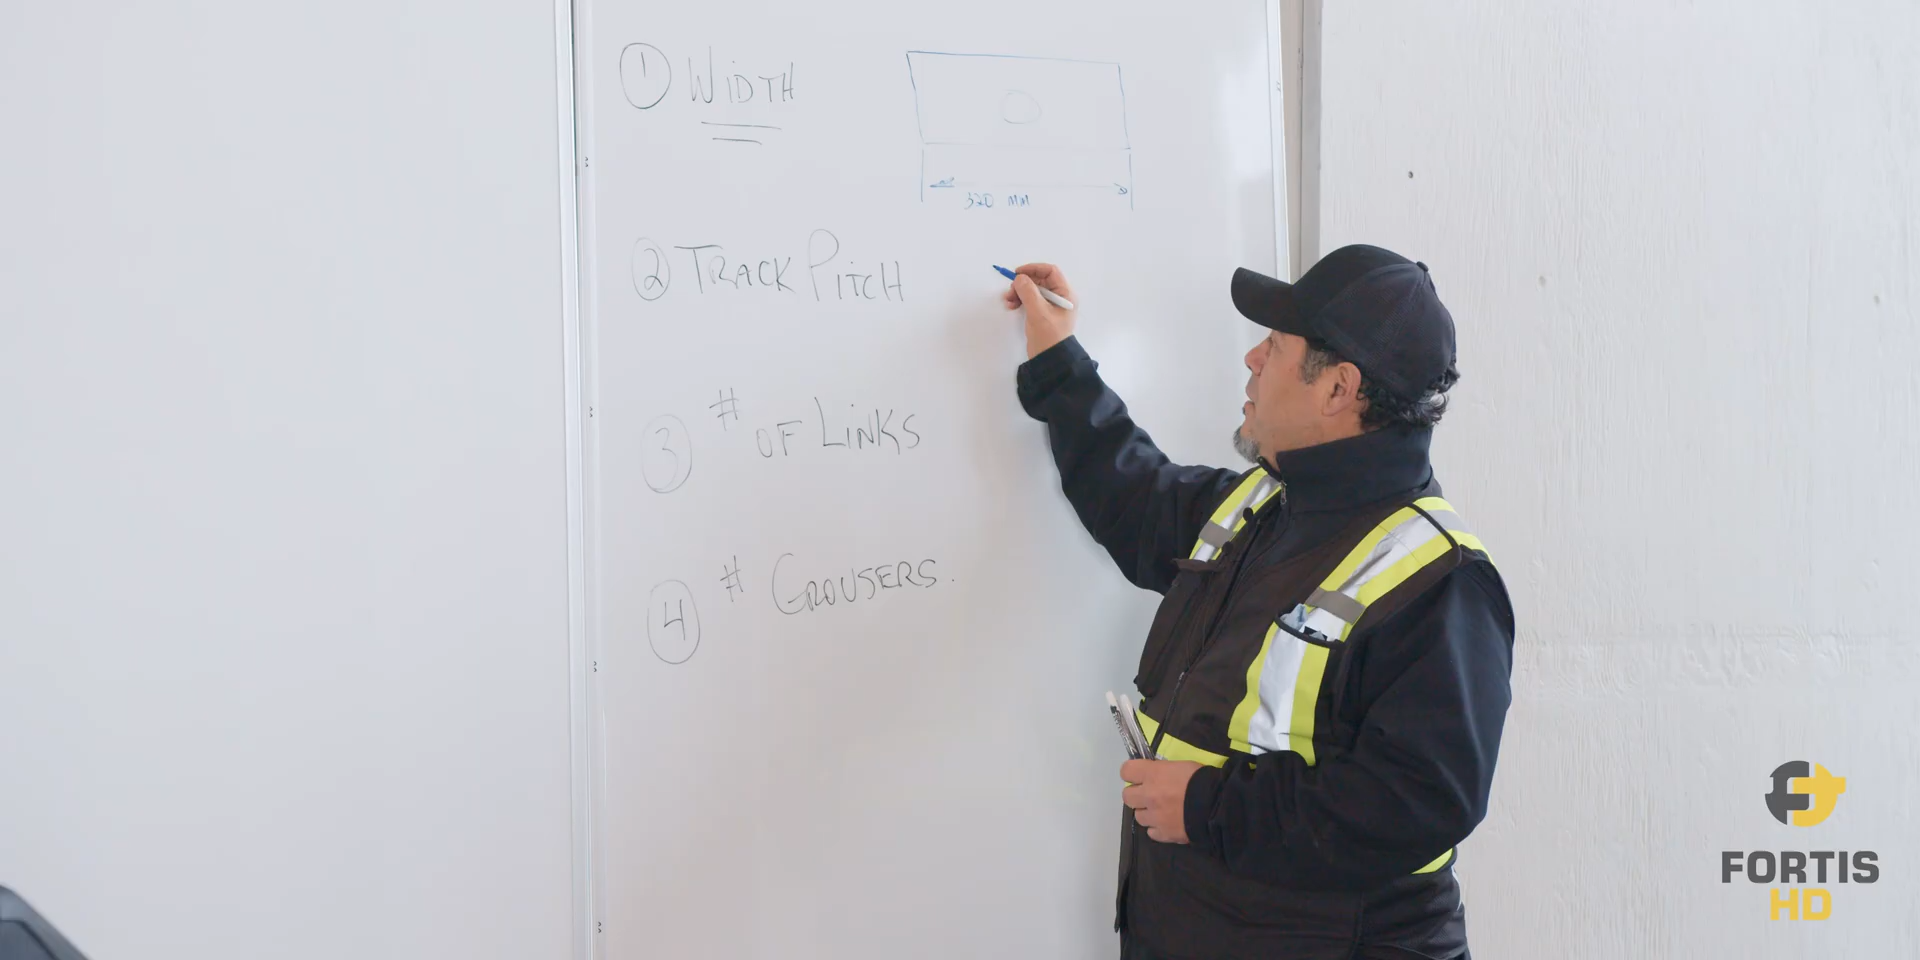 ① WIDTH
320 MM
② TRACK PITCH
③ # OF LINKS
④ # GROUSERS.
FORTIS
HD